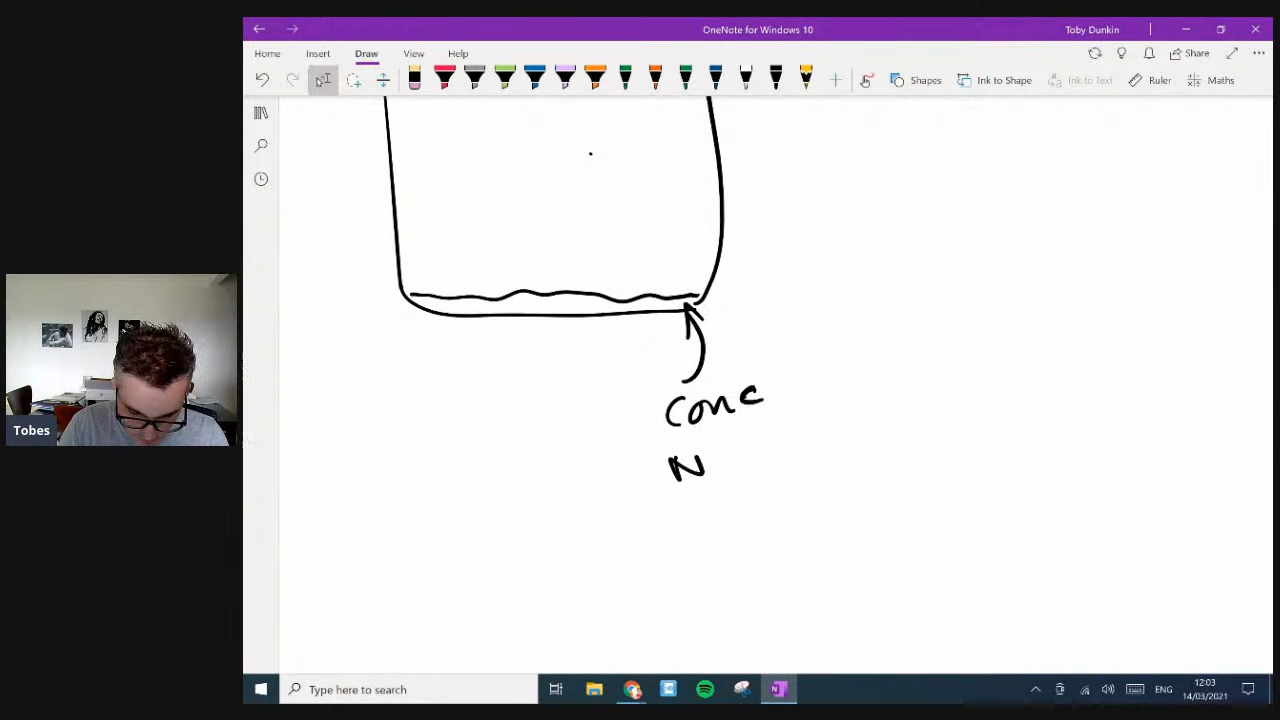 OneNote for Windows 10
Toby Dunkin
Home Insert Draw View Help
Share
Shapes Ink to Shape Ink to Text Ruler Maths
Tobes
conc
N
Type here to search
ENG
12:03
14/03/2021